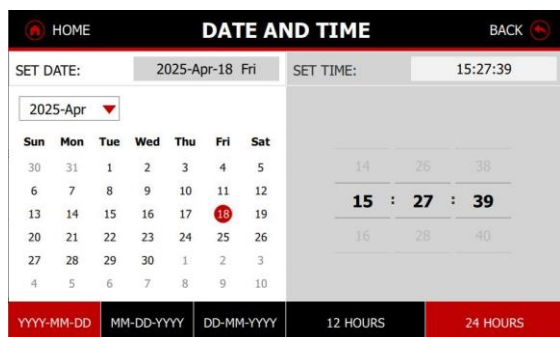 HOME DATE AND TIME BACK
SET DATE: 2025-Apr-18 Fri SET TIME: 15:27:39
2025-Apr
Sun Mon Tue Wed Thu Fri Sat
30 31 1 2 3 4 5
6 7 8 9 10 11 12
13 14 15 16 17 18 19
20 21 22 23 24 25 26
27 28 29 30 1 2 3
4 5 6 7 8 9 10
14 26 38
15 : 27 : 39
16 28 40
YYYY-MM-DD MM-DD-YYYY DD-MM-YYYY 12 HOURS 24 HOURS